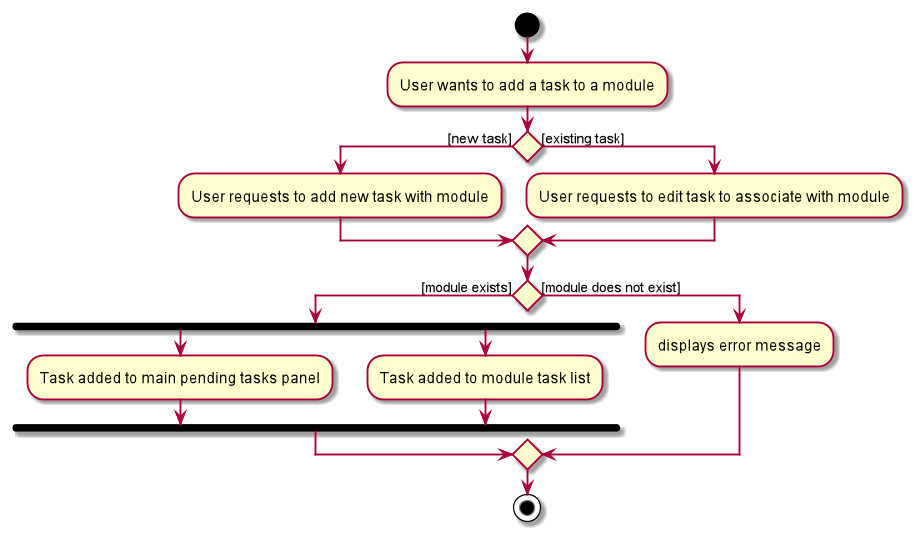 User wants to add a task to a module
[new task]
[existing task]
User requests to add new task with module
User requests to edit task to associate with module
[module exists]
[module does not exist]
displays error message
Task added to main pending tasks panel
Task added to module task list